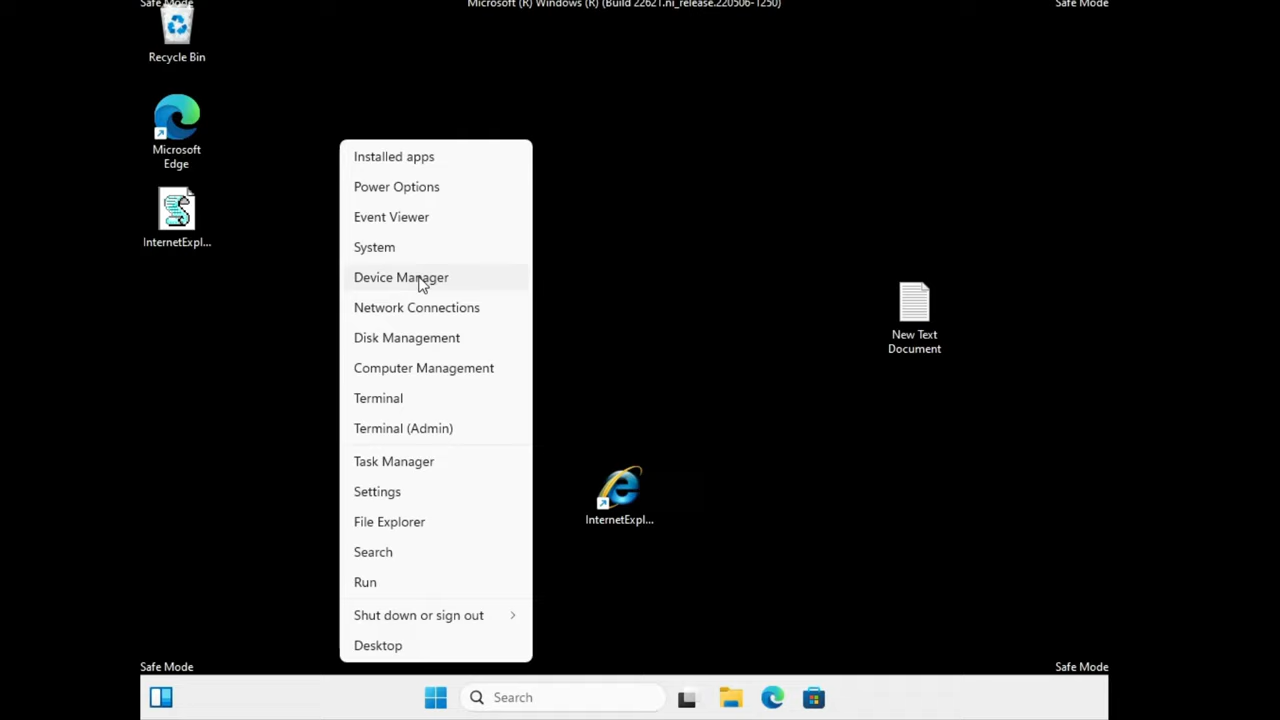 Safe Mode
Microsoft (R) Windows (R) (Build 22621.ni_release.220506-1250)
Safe Mode
Recycle Bin
Microsoft
Edge
InternetExpl...
Installed apps
Power Options
Event Viewer
System
Device Manager
Network Connections
Disk Management
Computer Management
Terminal
Terminal (Admin)
Task Manager
Settings
File Explorer
Search
Run
Shut down or sign out
Desktop
New Text
Document
InternetExpl...
Safe Mode
Safe Mode
Search